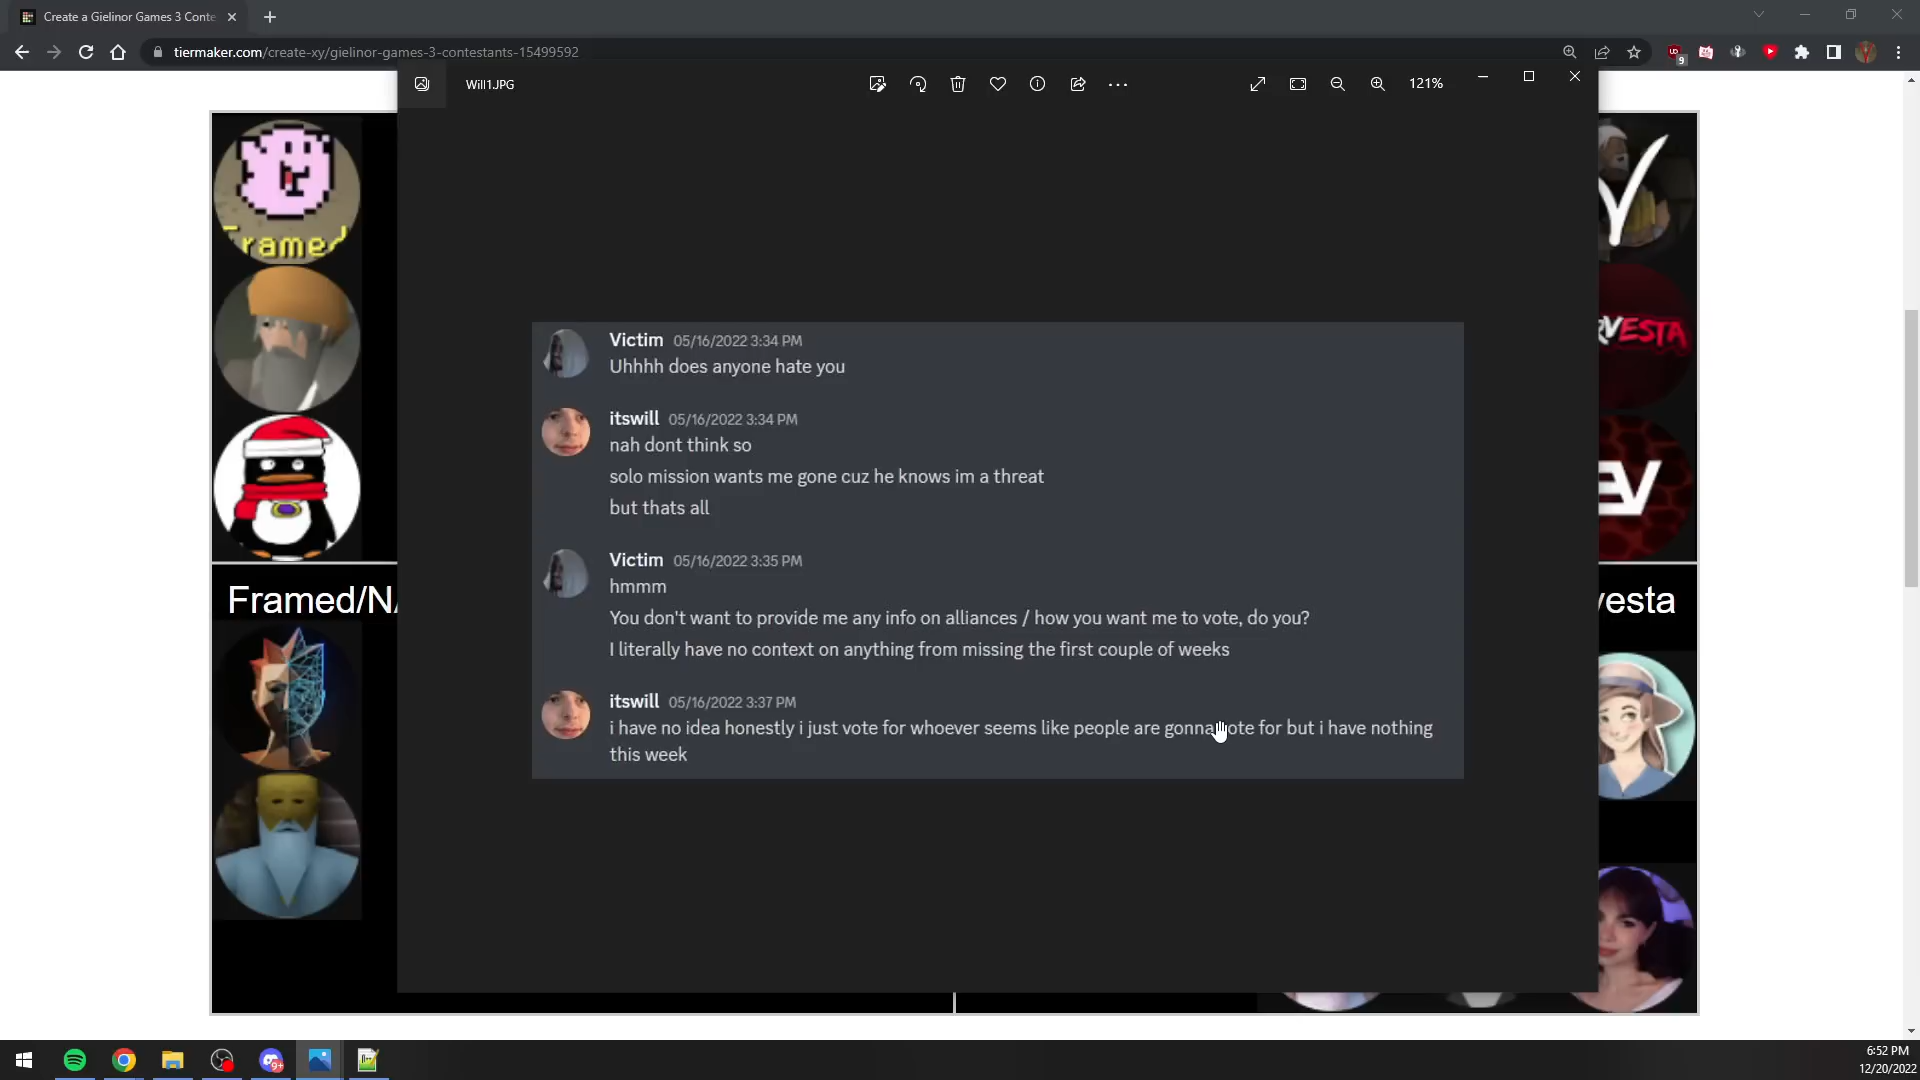 Create a Gielinor Games 3 Conte
tiermaker.com/create-xy/gielinor-games-3-contestants-15499592
9
Will1.JPG
121%
Victim 05/16/2022 3:34 PM
Uhhhh does anyone hate you
itswill 05/16/2022 3:34 PM
nah dont think so
solo mission wants me gone cuz he knows im a threat
but thats all
Victim 05/16/2022 3:35 PM
hmmm
You don't want to provide me any info on alliances / how you want me to vote, do you?
I literally have no context on anything from missing the first couple of weeks
itswill 05/16/2022 3:37 PM
i have no idea honestly i just vote for whoever seems like people are gonna vote for but i have nothing
this week
Framed
Framed/N
RVESTA
EV
vesta
9+
6:52 PM
12/20/2022